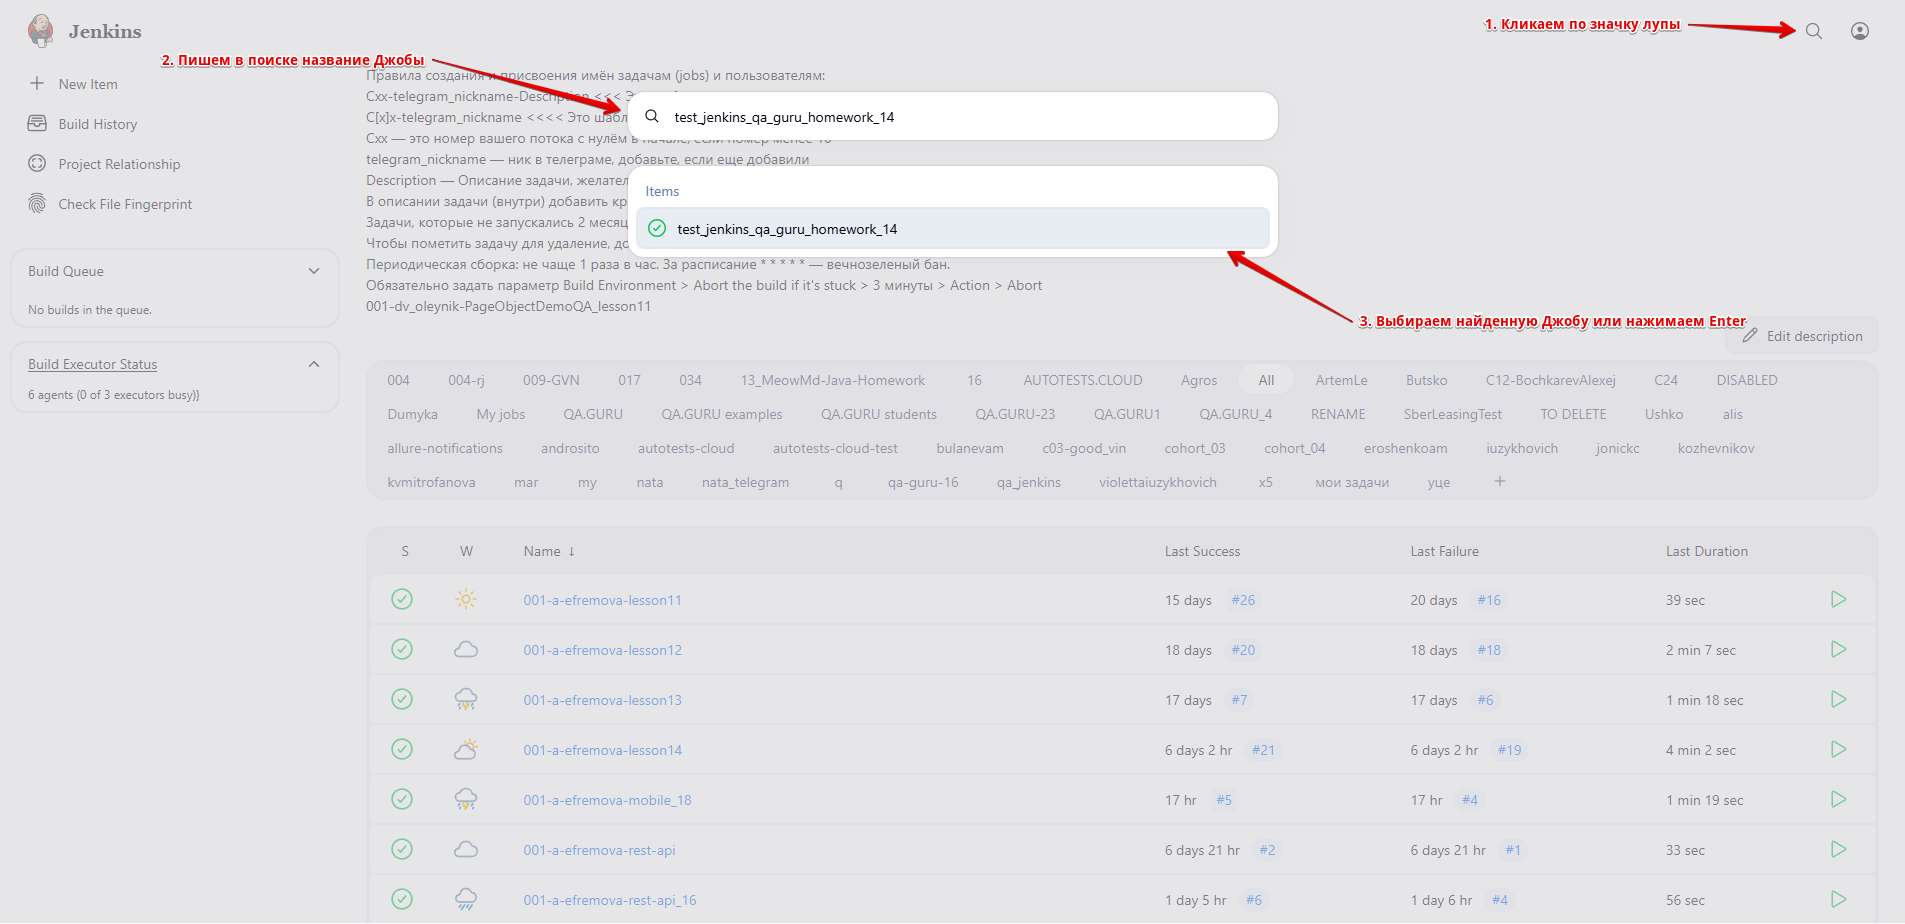 Jenkins
1. Кликаем по значку лупы
2. Пишем в поиске название Джобы
New Item
Build History
Project Relationship
Check File Fingerprint
Build Queue
No builds in the queue.
Build Executor Status
6 agents (0 of 3 executors busy)}
Правила создания и присвоения имён задачам (jobs) и пользователям:
Cxx-telegram_nickname-Description <<<
C[x]x-telegram_nickname <<<< Это
Cxx — это номер вашего потока с нулём в
telegram_nickname — ник в телеграме, добавьте, если еще добавили
Description — Описание задачи,
В описании задачи (внутри) добавить
Задачи, которые не запускались 2
Чтобы пометить задачу для удаление,
Периодическая сборка: не чаще 1 раза в час. За расписание * * * * * — вечнозеленый бан.
Обязательно задать параметр Build Environment > Abort the build if it's stuck > 3 минуты > Action > Abort
001-dv_oleynik-PageObjectDemoQA_lesson11
test_jenkins_qa_guru_homework_14
Items
test_jenkins_qa_guru_homework_14
3. Выбираем найденную Джобу или нажимаем Enter
Edit description
004 004-rj 009-GVN 017 034 13_MeowMd-Java-Homework 16 AUTOTESTS.CLOUD Agros All ArtemLe Butsko C12-BochkarevAlexej C24 DISABLED
Dumyka My jobs QA.GURU QA.GURU examples QA.GURU students QA.GURU-23 QA.GURU1 QA.GURU_4 RENAME SberLeasingTest TO DELETE Ushko alis
allure-notifications androsito autotests-cloud autotests-cloud-test bulanevam c03-good_vin cohort_03 cohort_04 eroshenkoam iuzykhovich jonickc kozhevnikov
kvmitrofanova mar my nata nata_telegram q qa-guru-16 qa_jenkins violettaiuzykhovich x5 мои задачи уце +
S W Name ↓ Last Success Last Failure Last Duration
001-a-efremova-lesson11 15 days #26 20 days #16 39 sec
001-a-efremova-lesson12 18 days #20 18 days #18 2 min 7 sec
001-a-efremova-lesson13 17 days #7 17 days #6 1 min 18 sec
001-a-efremova-lesson14 6 days 2 hr #21 6 days 2 hr #19 4 min 2 sec
001-a-efremova-mobile_18 17 hr #5 17 hr #4 1 min 19 sec
001-a-efremova-rest-api 6 days 21 hr #2 6 days 21 hr #1 33 sec
001-a-efremova-rest-api_16 1 day 5 hr #6 1 day 6 hr #4 56 sec